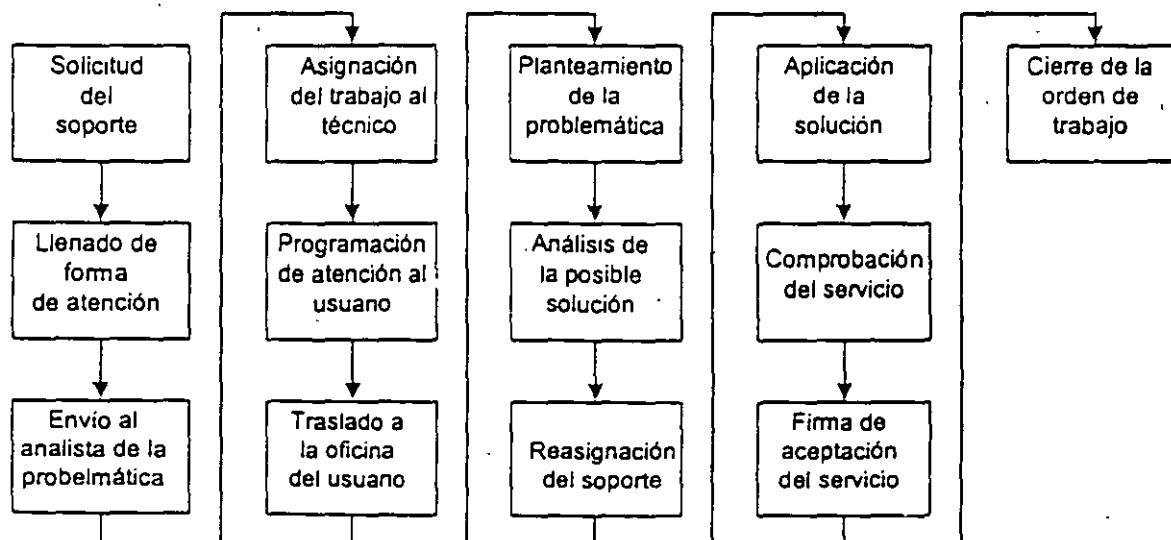 Solicitud
del
soporte
Llenado de
forma
de atención
Envío al
analista de la
probelmática
Asignación
del trabajo al
técnico
Programación
de atención al
usuano
Traslado a
la oficina
del usuano
Planteamiento
de la
problemática
Análisis de
la posible
solución
Reasignación
del soporte
Aplicación
de la
solución
Comprobación
del servicio
Firma de
aceptación
del servicio
Cierre de la
orden de
trabajo